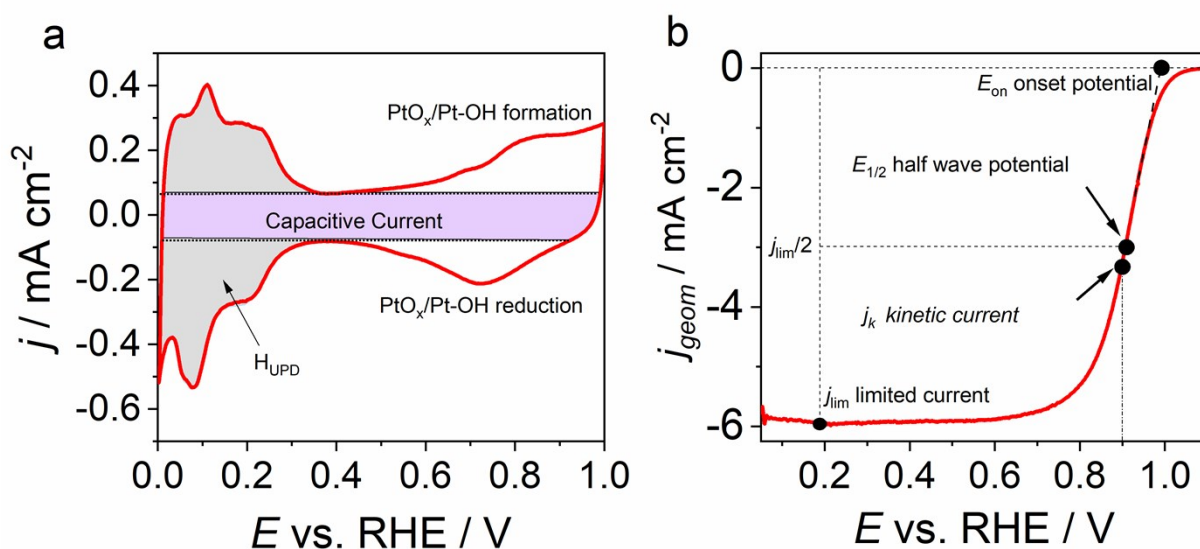 a
j / mA cm-2
0.4
0.2
0.0
-0.2
-0.4
-0.6
PtOx/Pt-OH formation
Capacitive Current
PtOx/Pt-OH reduction
HUPD
0.0 0.2 0.4 0.6 0.8 1.0
E vs. RHE / V
b
jgeom / mA cm-2
0
-2
-4
-6
Eon onset potential
E1/2 half wave potential
jlim/2
jk kinetic current
jlim limited current
0.2 0.4 0.6 0.8 1.0
E vs. RHE / V